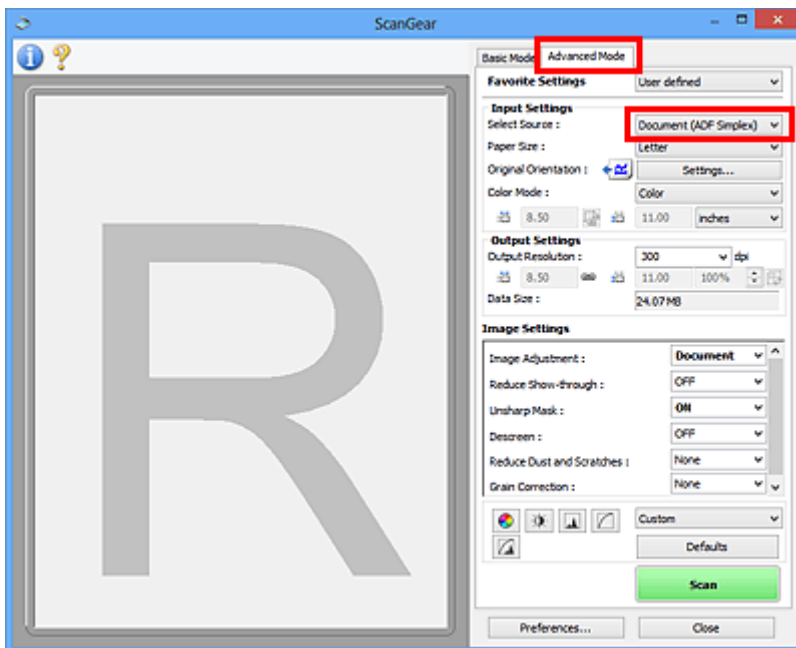 ScanGear
Basic Mode Advanced Mode
Favorite Settings User defined
Input Settings
Select Source : Document (ADF Simplex)
Paper Size : Letter
Original Orientation : Settings...
Color Mode : Color
8.50 11.00 inches
Output Settings
Output Resolution : 300 dpi
8.50 11.00 100%
Data Size : 24.07 MB
Image Settings
Image Adjustment : Document
Reduce Show-through : OFF
Unsharp Mask : ON
Descreen : OFF
Reduce Dust and Scratches : None
Grain Correction : None
Custom
Defaults
Scan
Preferences... Close
R